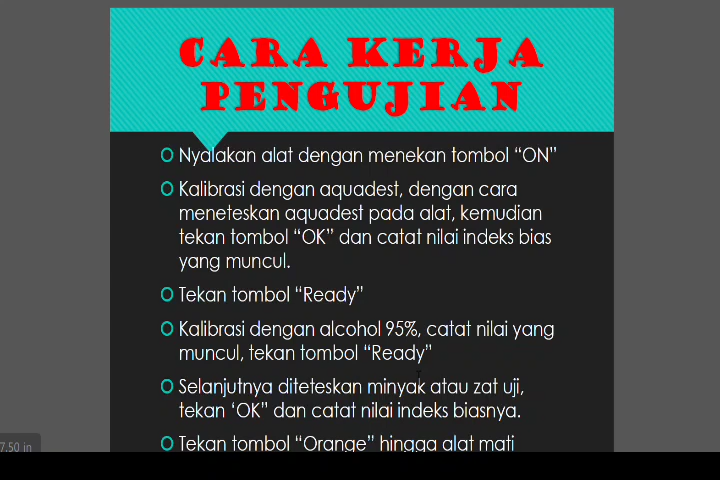 CARA KERJA
PENGUJIAN
Nyalakan alat dengan menekan tombol “ON”
Kalibrasi dengan aquadest, dengan cara
meneteskan aquadest pada alat, kemudian
tekan tombol “OK” dan catat nilai indeks bias
yang muncul.
Tekan tombol “Ready”
Kalibrasi dengan alcohol 95%, catat nilai yang
muncul, tekan tombol “Ready”
Selanjutnya diteteskan minyak atau zat uji,
tekan ‘OK” dan catat nilai indeks biasnya.
Tekan tombol “Orange” hingga alat mati
7.50 in